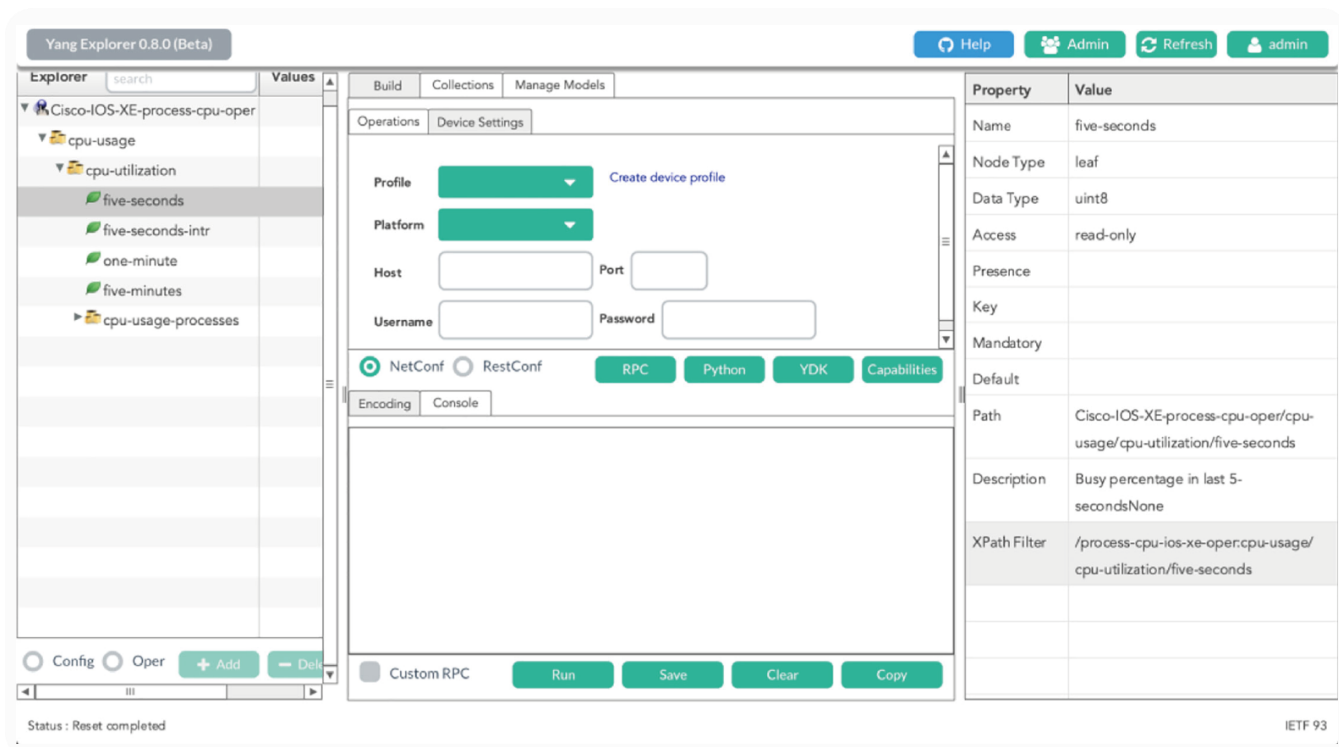 Yang Explorer 0.8.0 (Beta)
Help
Admin
Refresh
admin
Explorer
search
Values
Cisco-IOS-XE-process-cpu-oper
cpu-usage
cpu-utilization
five-seconds
five-seconds-intr
one-minute
five-minutes
cpu-usage-processes
Config
Oper
+ Add
Build
Collections
Manage Models
Operations
Device Settings
Profile
Create device profile
Platform
Host
Port
Username
Password
NetConf
RestConf
RPC
Python
YDK
Capabilities
Encoding
Console
Custom RPC
Run
Save
Clear
Copy
Property Value
Name five-seconds
Node Type leaf
Data Type uint8
Access read-only
Presence
Key
Mandatory
Default
Path Cisco-IOS-XE-process-cpu-oper/cpu-
usage/cpu-utilization/five-seconds
Description Busy percentage in last 5-
secondsNone
XPath Filter /process-cpu-ios-xe-oper:cpu-usage/
cpu-utilization/five-seconds
Status : Reset completed
IETF 93